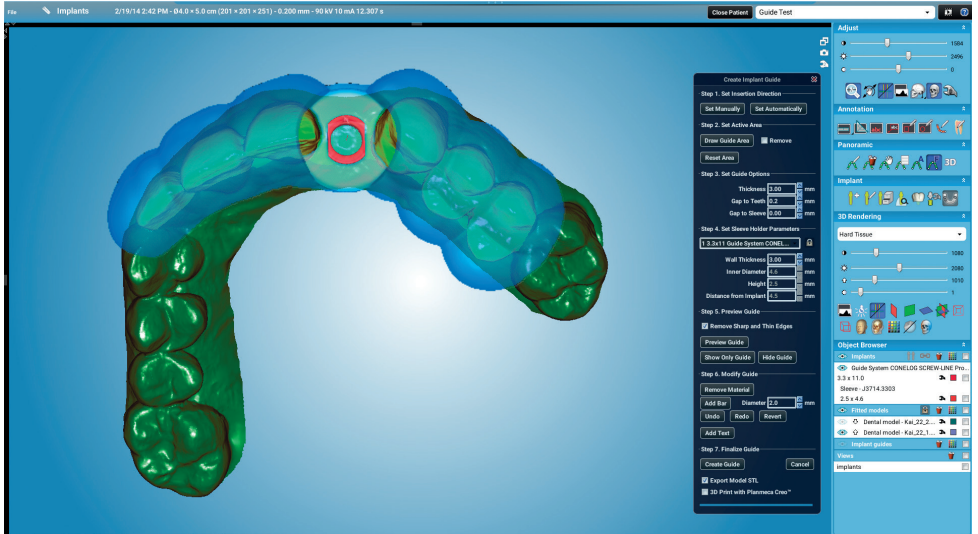 File Implants 2/19/14 2:42 PM - Ø4.0 × 5.0 cm (201 × 201 × 251) - 0.200 mm - 90 kV 10 mA 12.307 s Close Patient Guide Test
Create Implant Guide
Step 1. Set Insertion Direction
Set Manually Set Automatically
Step 2. Set Active Area
Draw Guide Area Remove
Reset Area
Step 3. Set Guide Options
Thickness 3.00 mm
Gap to Teeth 0.2 mm
Gap to Sleeve 0.00 mm
Step 4. Set Sleeve Holder Parameters
1 3.3x11 Guide System CONEL...
Wall Thickness 3.00 mm
Inner Diameter 4.6 mm
Height 2.5 mm
Distance from Implant 4.5 mm
Step 5. Preview Guide
Remove Sharp and Thin Edges
Preview Guide
Show Only Guide Hide Guide
Step 6. Modify Guide
Remove Material
Add Bar Diameter 2.0 mm
Undo Redo Revert
Add Text
Step 7. Finalize Guide
Create Guide Cancel
Export Model STL
3D Print with Planmeca Creo™
Adjust
1584
2496
0
Annotation
Panoramic
3D
Implant
3D Rendering
Hard Tissue
1080
2080
1010
1
Object Browser
Implants
Guide System CONELOG SCREW-LINE Pro...
3.3 x 11.0
Sleeve - J3714.3303
2.5 x 4.6
Fitted models
Dental model - Kai_22_2....
Dental model - Kai_22_1....
Implant guides
Views
implants